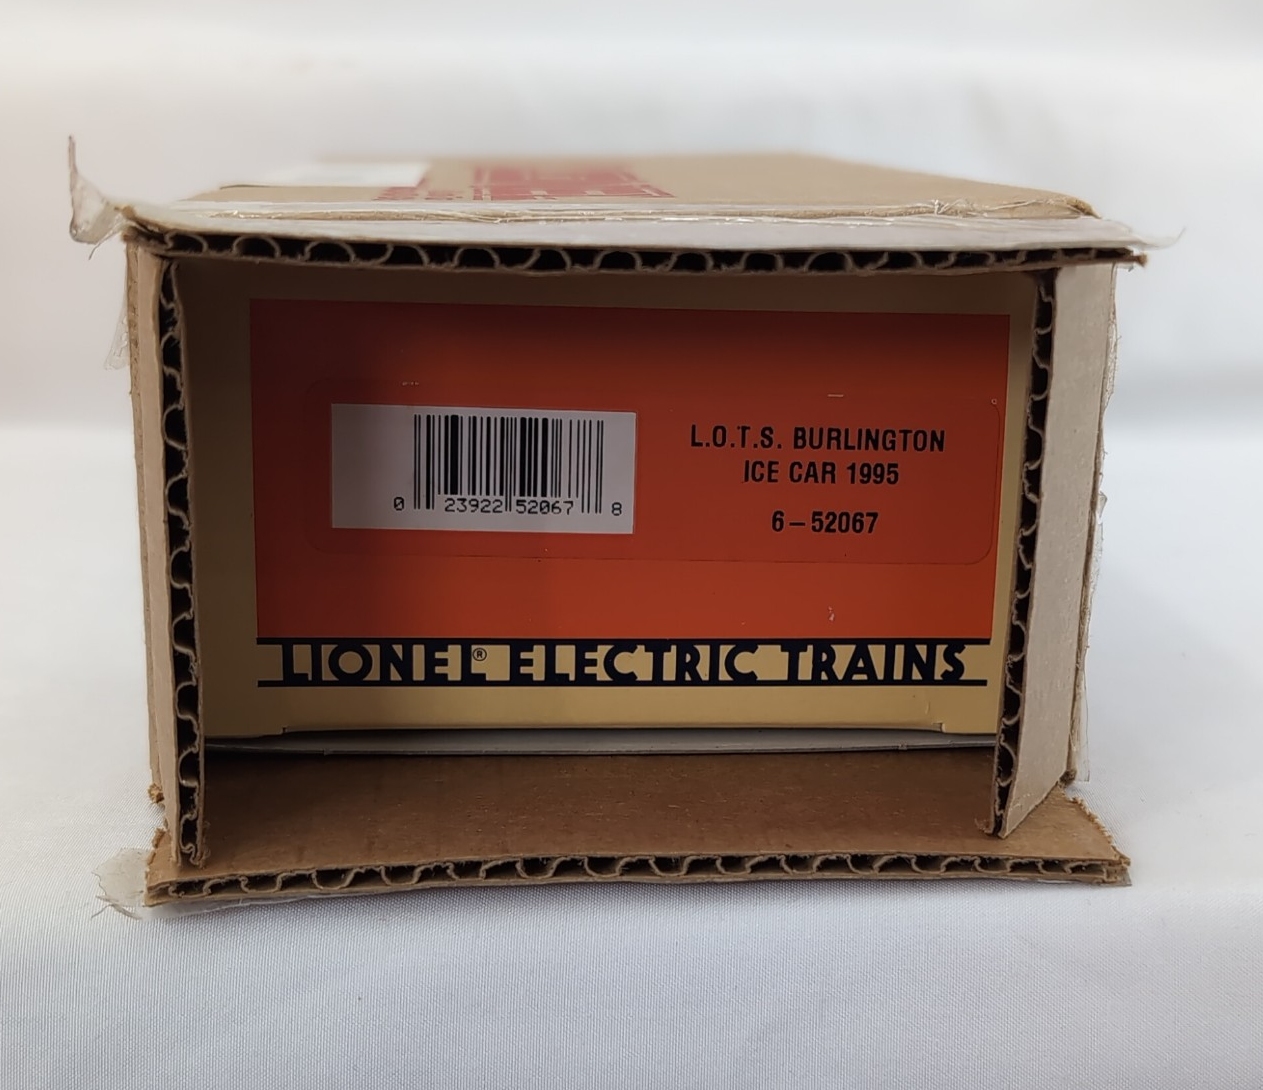 0 23922 52067 8
L.O.T.S. BURLINGTON
ICE CAR 1995
6-52067
LIONEL® ELECTRIC TRAINS